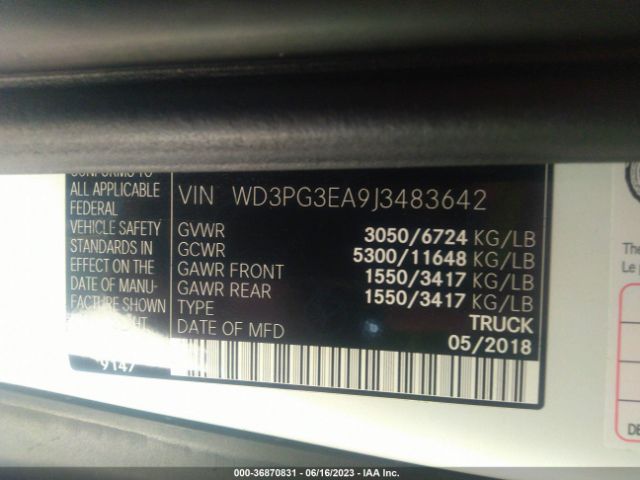 CONFORMS TO
ALL APPLICABLE
FEDERAL
VEHICLE SAFETY
STANDARDS IN
EFFECT ON THE
DATE OF MANU-
FACTURE SHOWN
9147
VIN WD3PG3EA9J3483642
GVWR 3050/6724 KG/LB
GCWR 5300/11648 KG/LB
GAWR FRONT 1550/3417 KG/LB
GAWR REAR 1550/3417 KG/LB
TYPE TRUCK
DATE OF MFD 05/2018
The
Le
DE
000-36870831 - 06/16/2023 - IAA Inc.